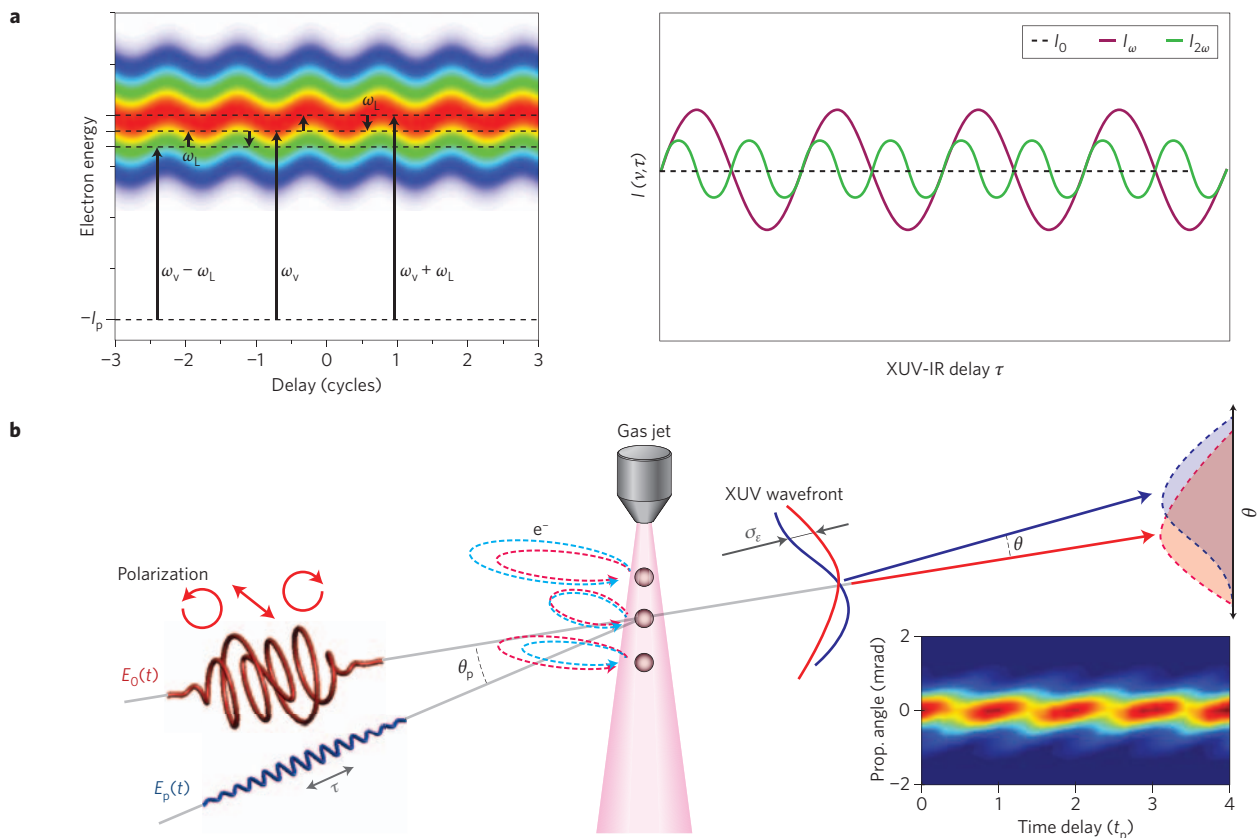 a
Electron energy
ω_L
ω_L
ω_v − ω_L
ω_v
ω_v + ω_L
−I_p
−3 −2 −1 0 1 2 3
Delay (cycles)
I_0 I_ω I_2ω
I (v,τ)
XUV-IR delay τ
b
Gas jet
XUV wavefront
e⁻
σ_ε
θ
θ
Polarization
θ_p
E_0(t)
E_p(t)
τ
Prop. angle (mrad)
2
0
−2
0 1 2 3 4
Time delay (t_p)